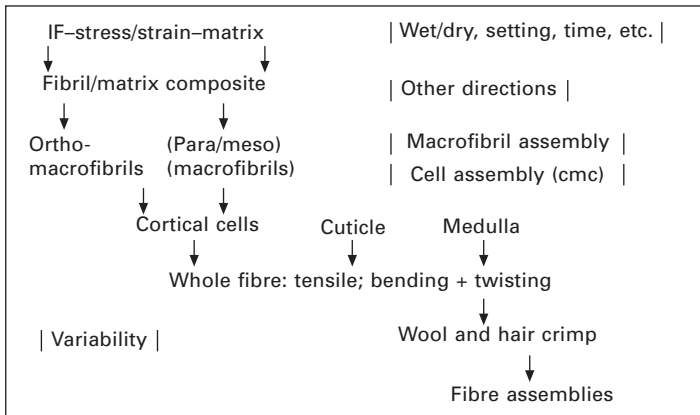 IF–stress/strain–matrix
| Wet/dry, setting, time, etc. |
Fibril/matrix composite
| Other directions |
Ortho- (Para/meso)
macrofibrils (macrofibrils)
| Macrofibril assembly |
| Cell assembly (cmc) |
Cortical cells Cuticle Medulla
Whole fibre: tensile; bending + twisting
| Variability |
Wool and hair crimp
Fibre assemblies